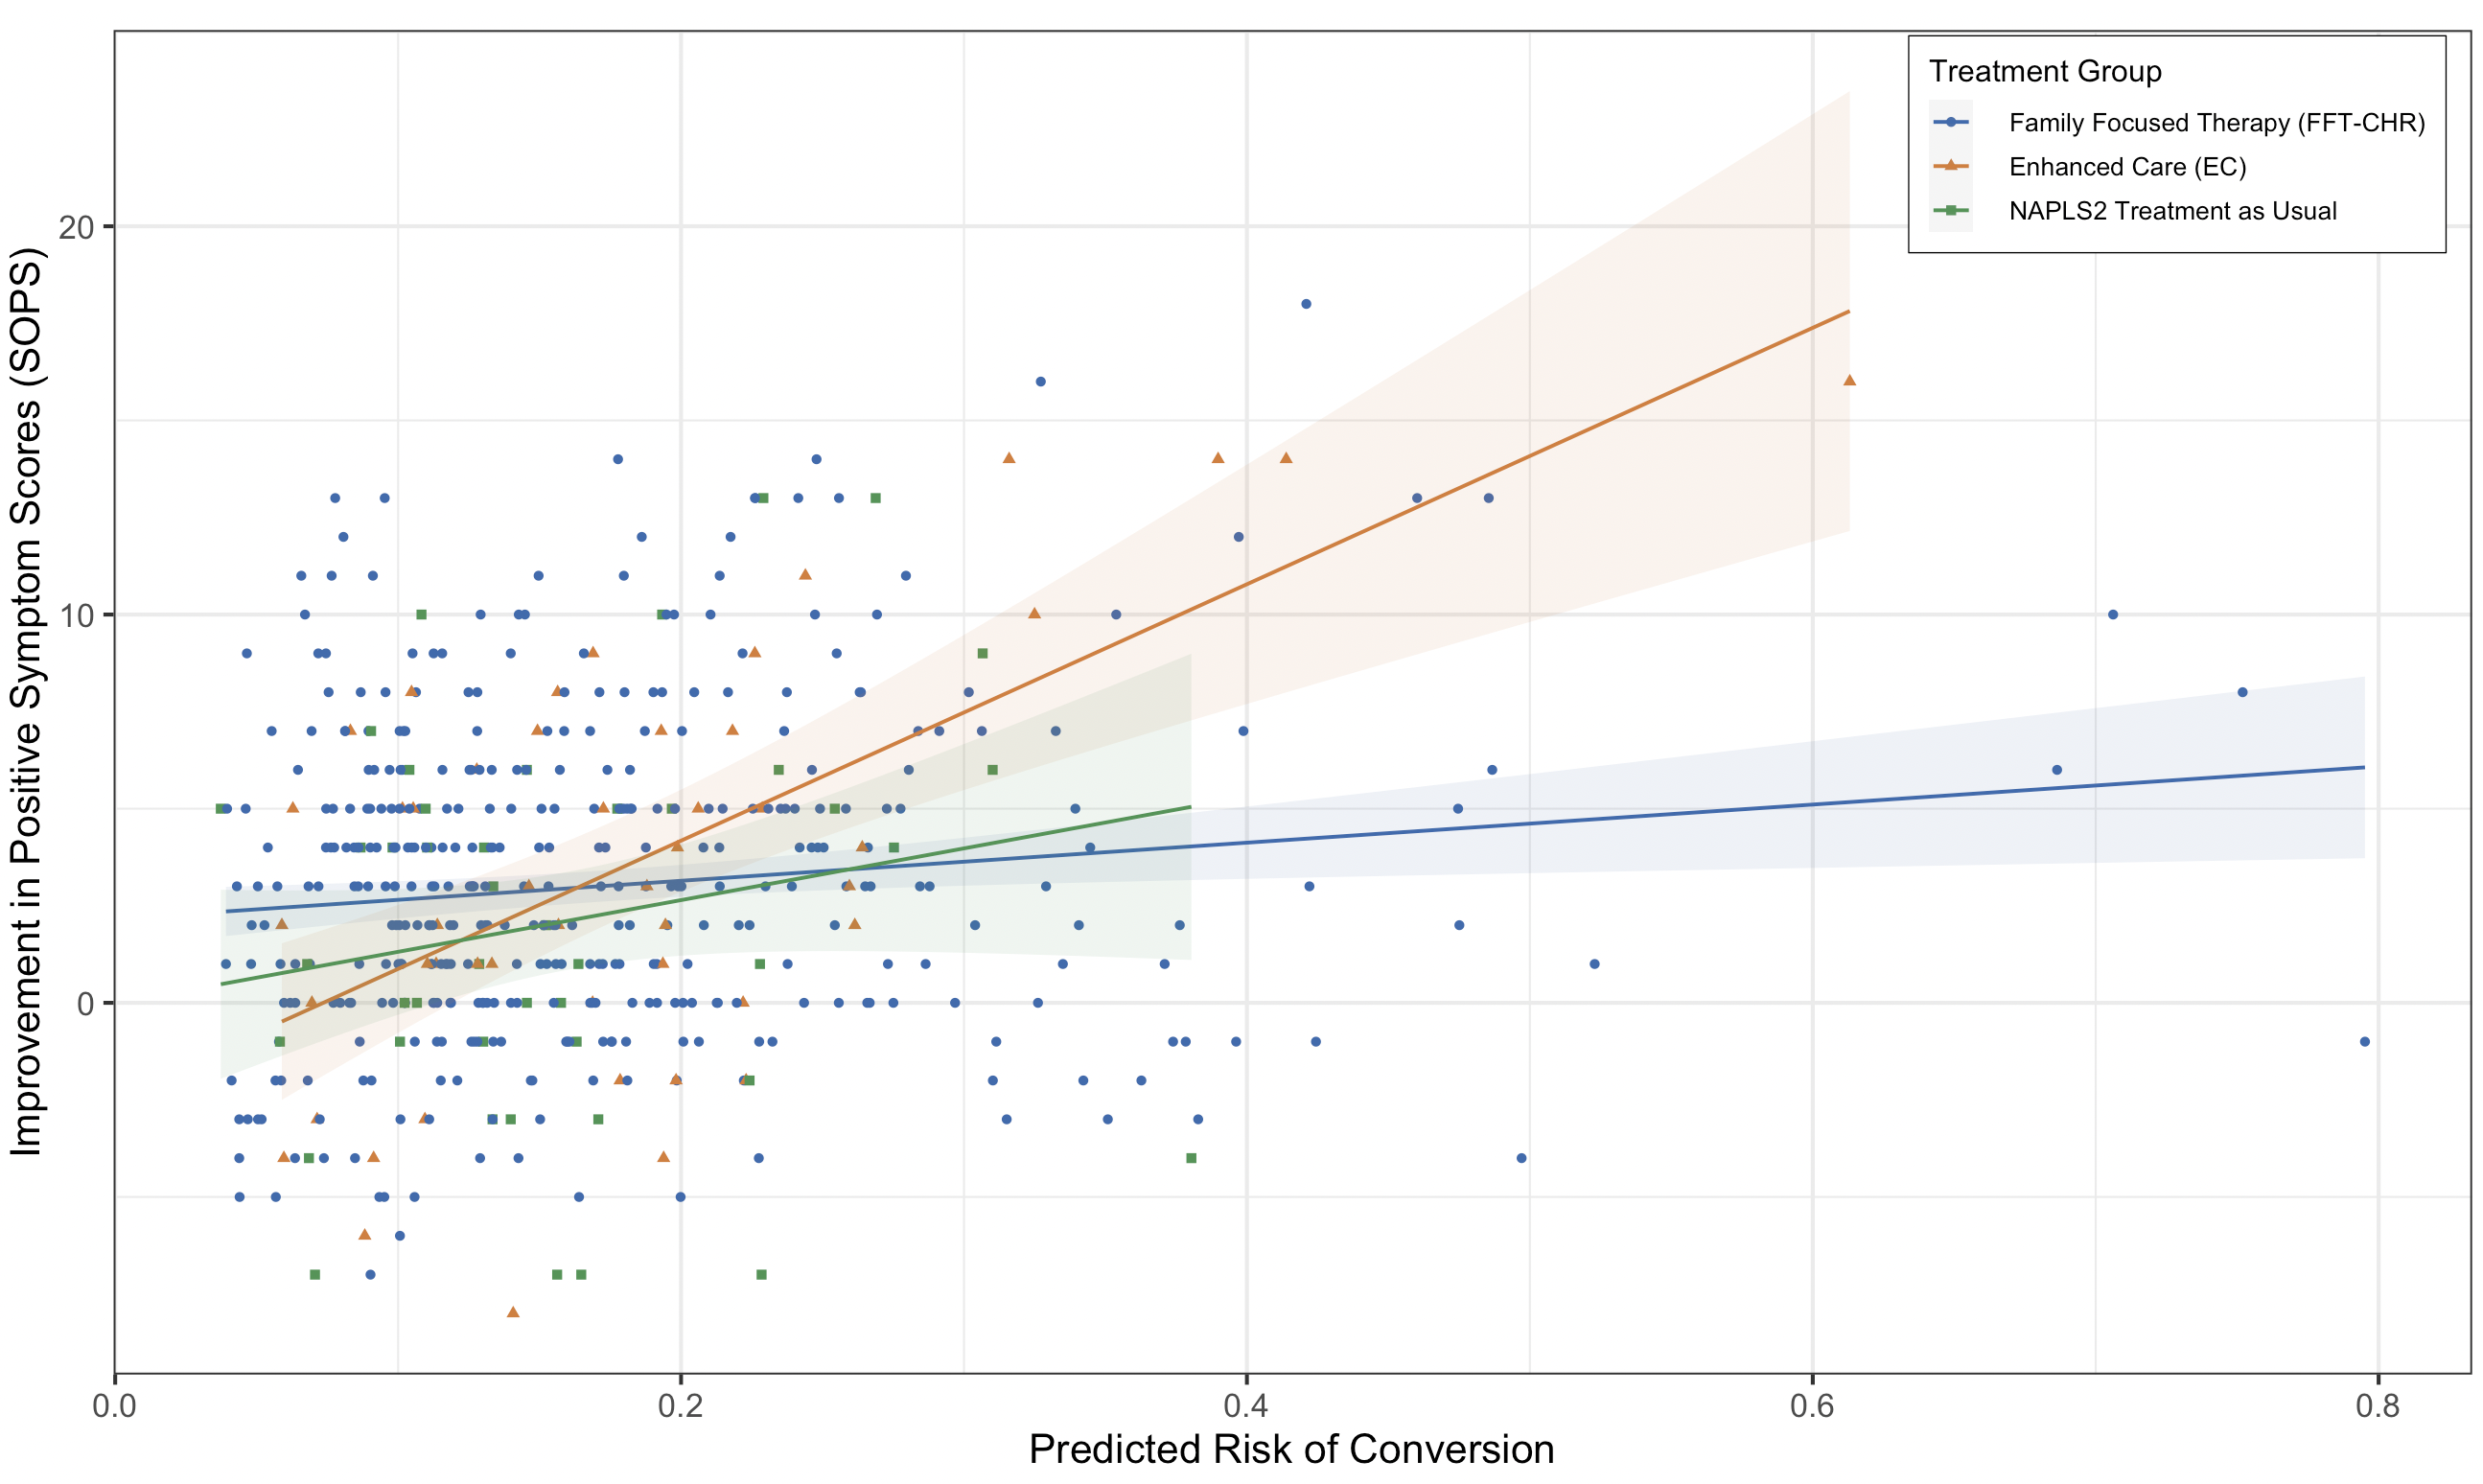 Treatment Group
Family Focused Therapy (FFT-CHR)
Enhanced Care (EC)
NAPLS2 Treatment as Usual
Improvement in Positive Symptom Scores (SOPS)
20
10
0
0.0 0.2 0.4 0.6 0.8
Predicted Risk of Conversion